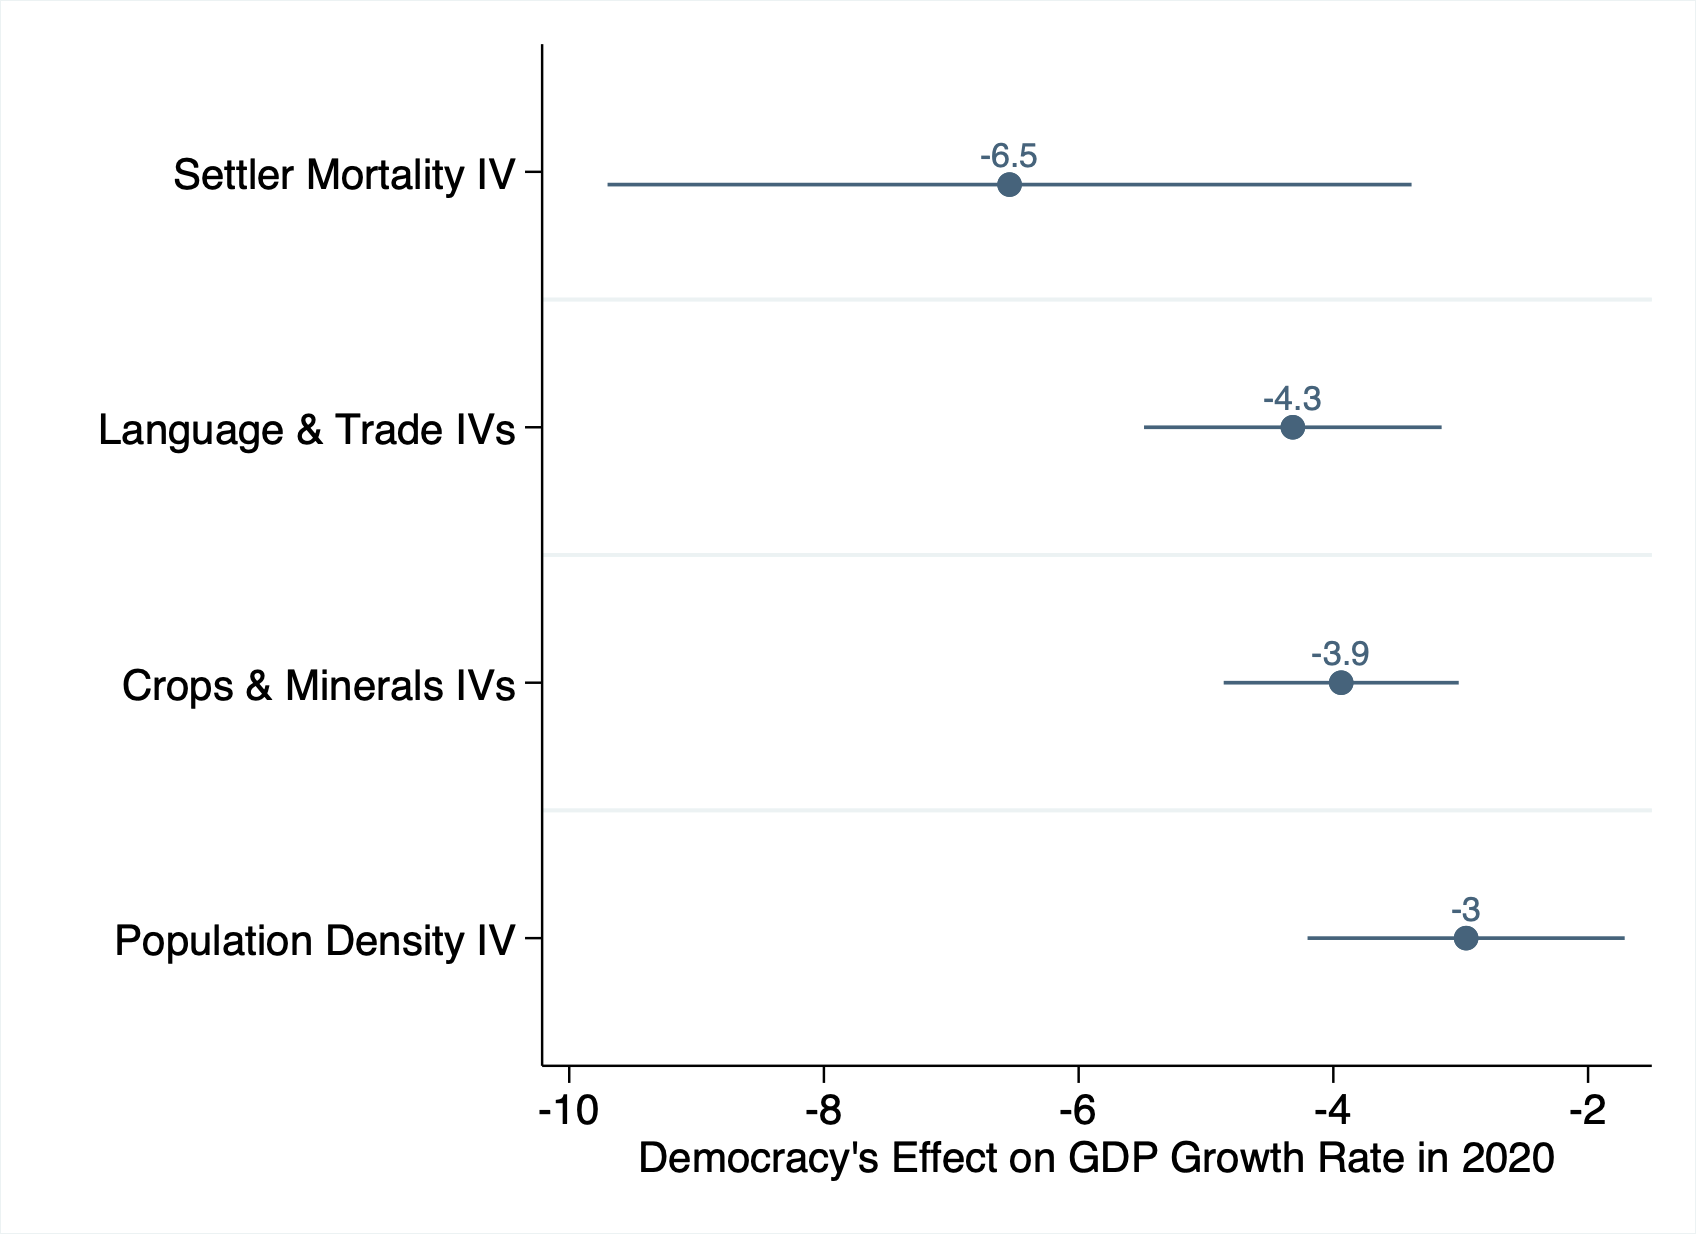 Settler Mortality IV
-6.5
Language & Trade IVs
-4.3
Crops & Minerals IVs
-3.9
Population Density IV
-3
-10 -8 -6 -4 -2
Democracy's Effect on GDP Growth Rate in 2020